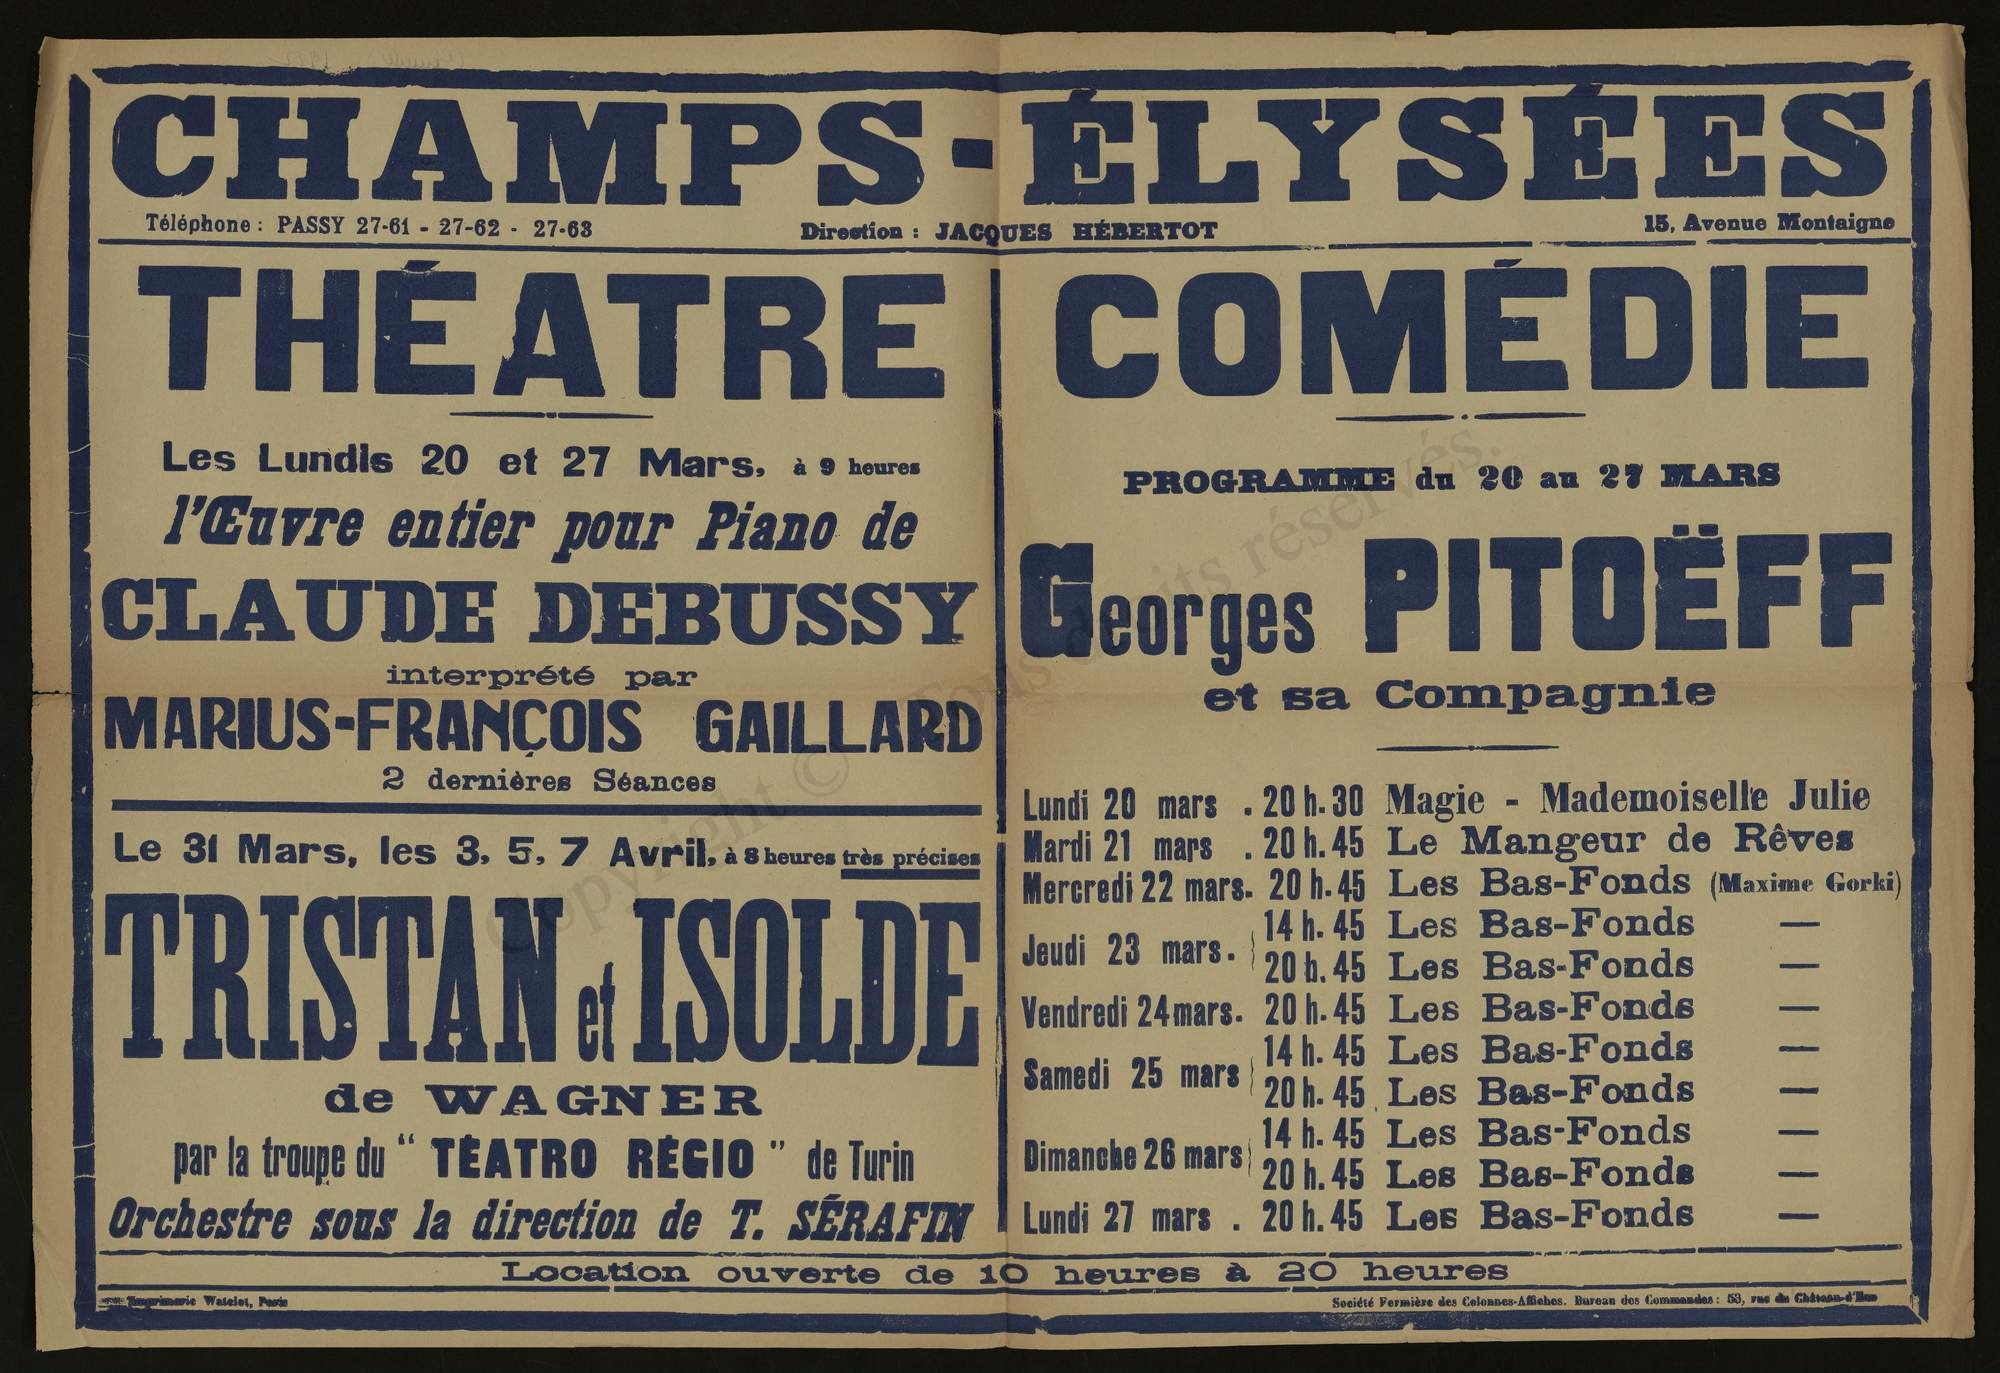 CHAMPS-ÉLYSÉES
Téléphone : PASSY 27-61 - 27-62 - 27-63
Direction : JACQUES HÉBERTOT
15, Avenue Montaigne
THÉATRE
Les Lundis 20 et 27 Mars, à 9 heures
l'Œuvre entier pour Piano de
CLAUDE DEBUSSY
interprété par
MARIUS-FRANÇOIS GAILLARD
2 dernières Séances
Le 31 Mars, les 3, 5, 7 Avril, à 8 heures très précises
TRISTAN et ISOLDE
de WAGNER
par la troupe du “ TÉATRO RÉGIO ” de Turin
Orchestre sous la direction de T. SÉRAFIN
COMÉDIE
PROGRAMME du 20 au 27 MARS
Georges PITOËFF
et sa Compagnie
Lundi 20 mars . 20 h. 30 Magie - Mademoiselle Julie
Mardi 21 mars . 20 h. 45 Le Mangeur de Rêves
Mercredi 22 mars. 20 h. 45 Les Bas-Fonds (Maxime Gorki)
Jeudi 23 mars. 14 h. 45 Les Bas-Fonds —
20 h. 45 Les Bas-Fonds —
Vendredi 24 mars. 20 h. 45 Les Bas-Fonds —
Samedi 25 mars 14 h. 45 Les Bas-Fonds —
20 h. 45 Les Bas-Fonds —
Dimanche 26 mars 14 h. 45 Les Bas-Fonds —
20 h. 45 Les Bas-Fonds —
Lundi 27 mars . 20 h. 45 Les Bas-Fonds —
Location ouverte de 10 heures à 20 heures
Imprimerie Watelet, Paris
Société Fermière des Colonnes-Affiches. Bureau des Commandes : 53, rue du Château-d'Eau
Copyright © Tous droits réservés.